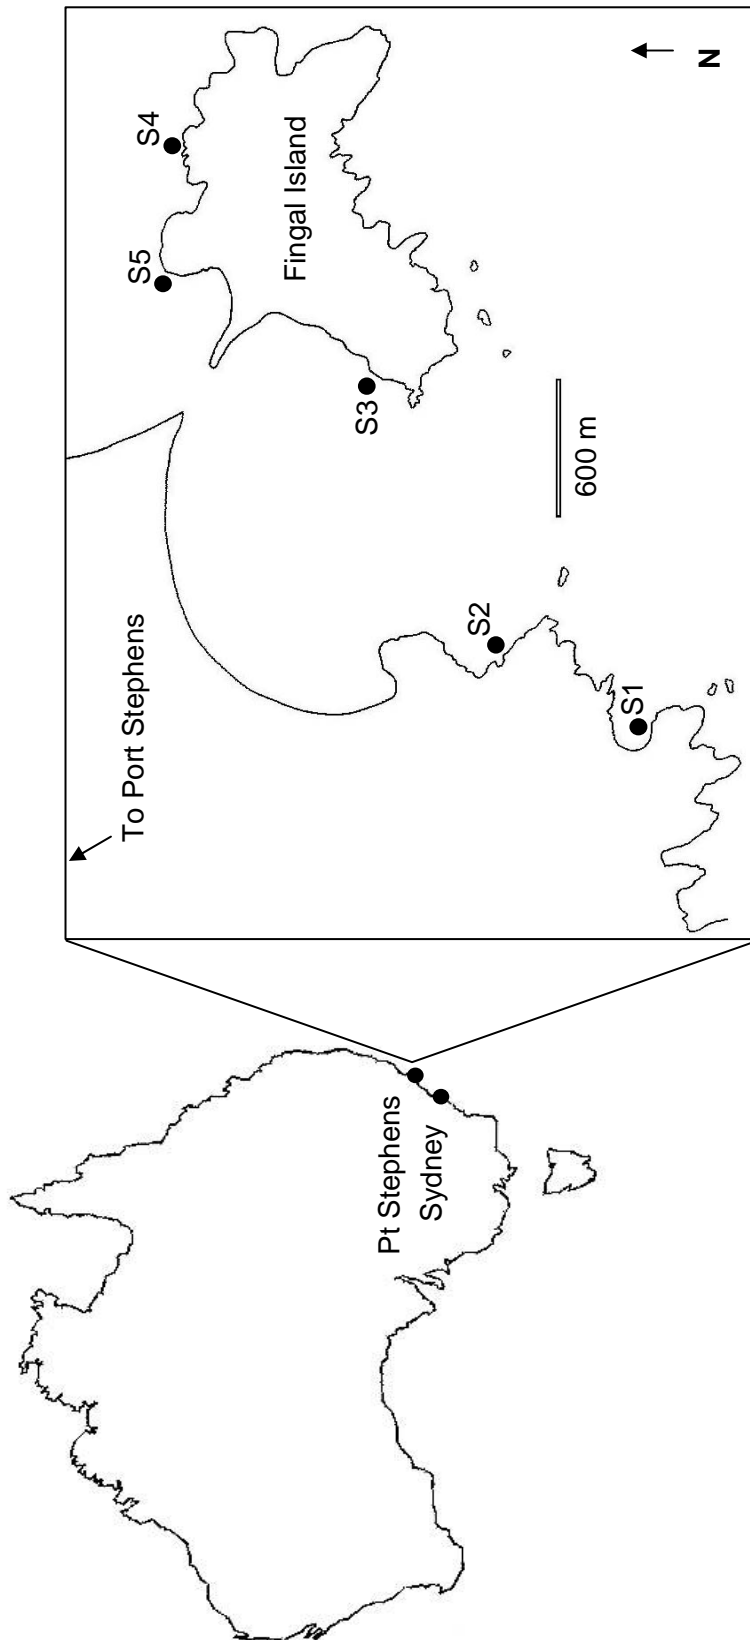 Pt Stephens
Sydney
To Port Stephens
S5
S4
Fingal Island
N
S3
S2
600 m
S1